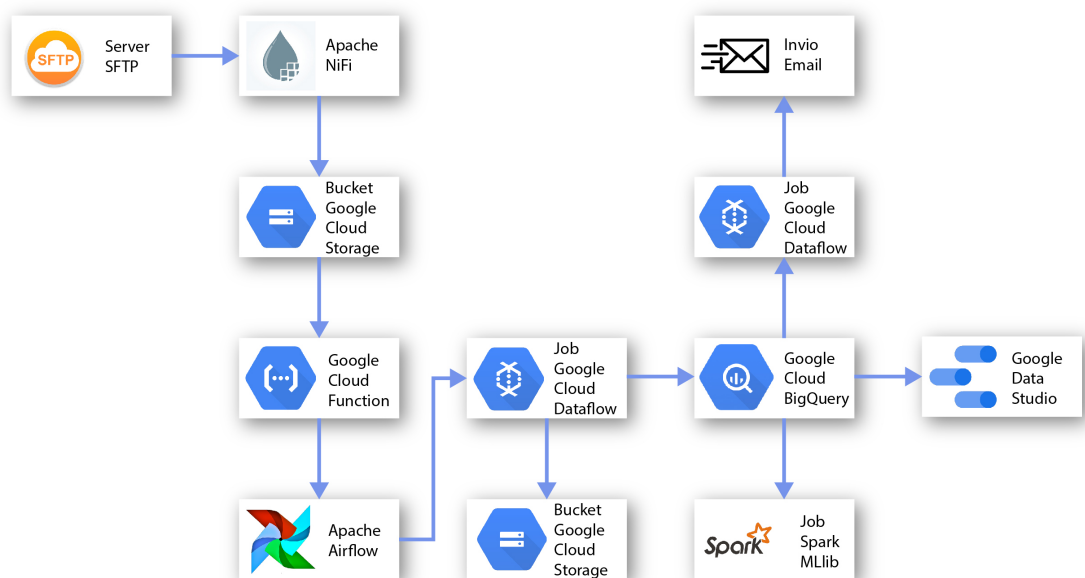 SFTP
Server
SFTP
Apache
NiFi
Invio
Email
Bucket
Google
Cloud
Storage
Job
Google
Cloud
Dataflow
Google
Cloud
Function
Job
Google
Cloud
Dataflow
Google
Cloud
BigQuery
Google
Data
Studio
Apache
Airflow
Bucket
Google
Cloud
Storage
Spark
Job
Spark
MLlib